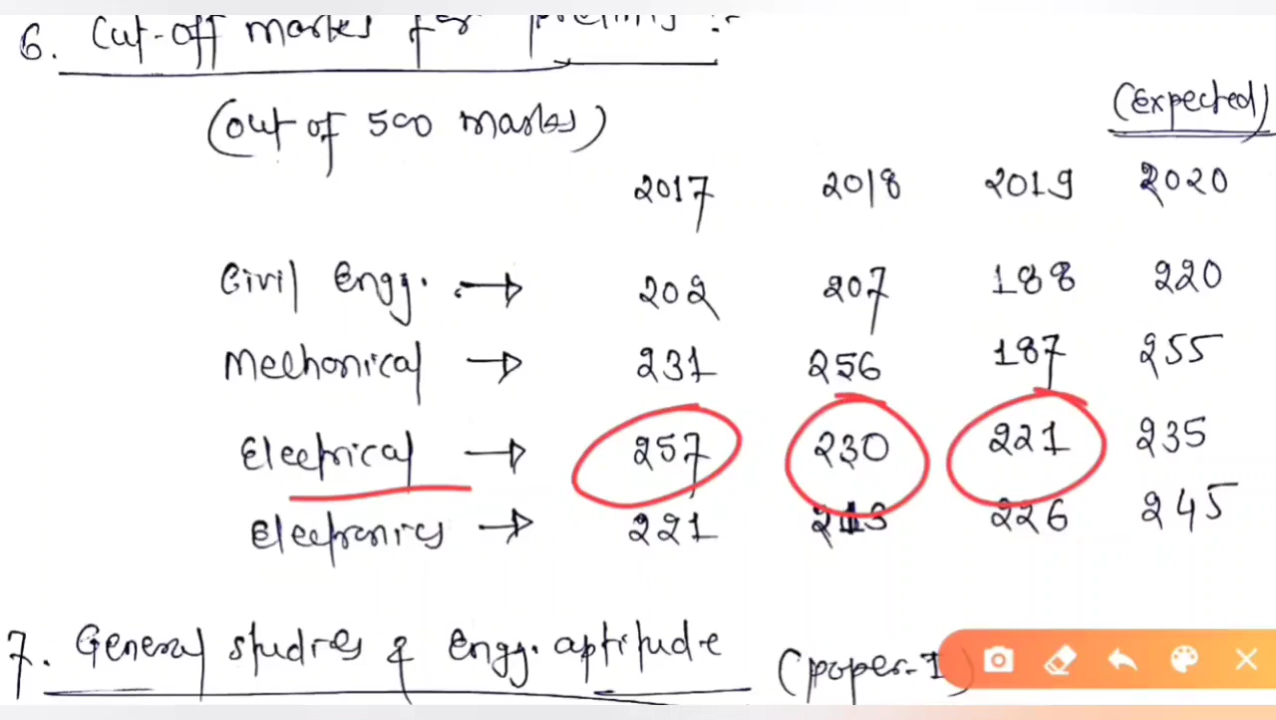 6. Cut-off marks for prelims :-
(out of 500 marks)
(Expected)
2017 2018 2019 2020
Civil Engg. → 202 207 188 220
Mechanical → 231 256 187 255
Electrical → 257 230 221 235
Electronics → 221 213 226 245
7. General studies & Engg. aptitude (paper-I)